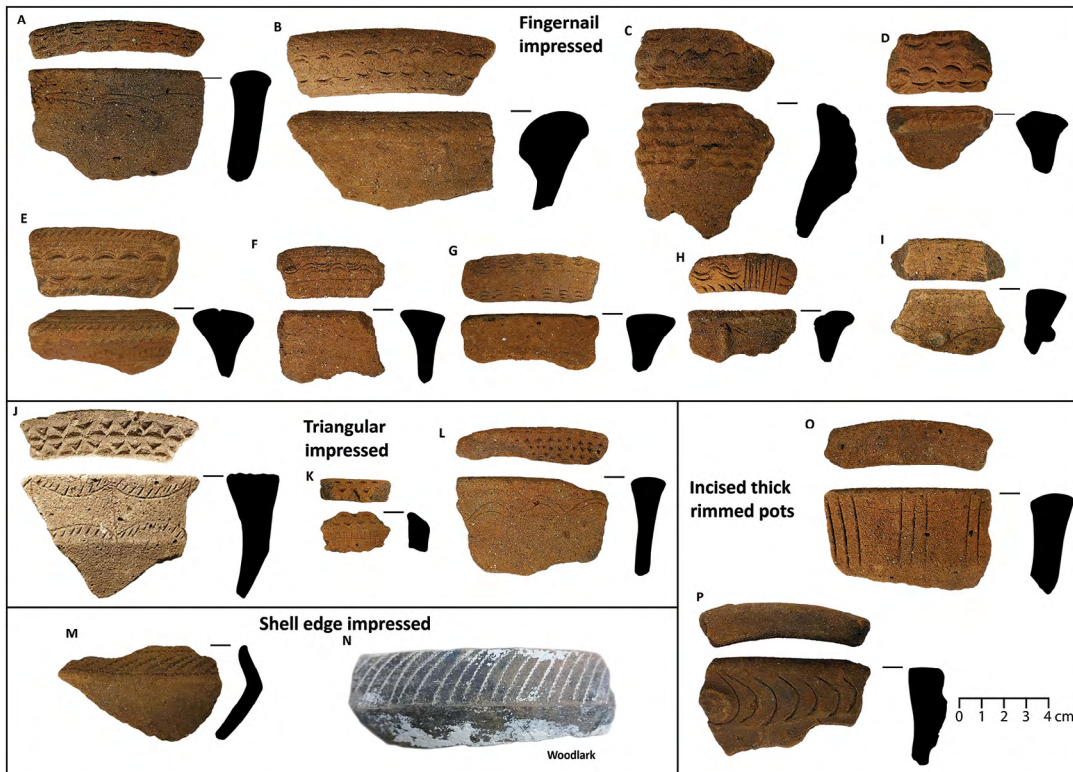 A
B
Fingernail
impressed
C
D
E
F
G
H
I
J
Triangular
impressed
K
L
M
Shell edge impressed
N
Woodlark
O
Incised thick
rimmed pots
P
0 1 2 3 4 cm